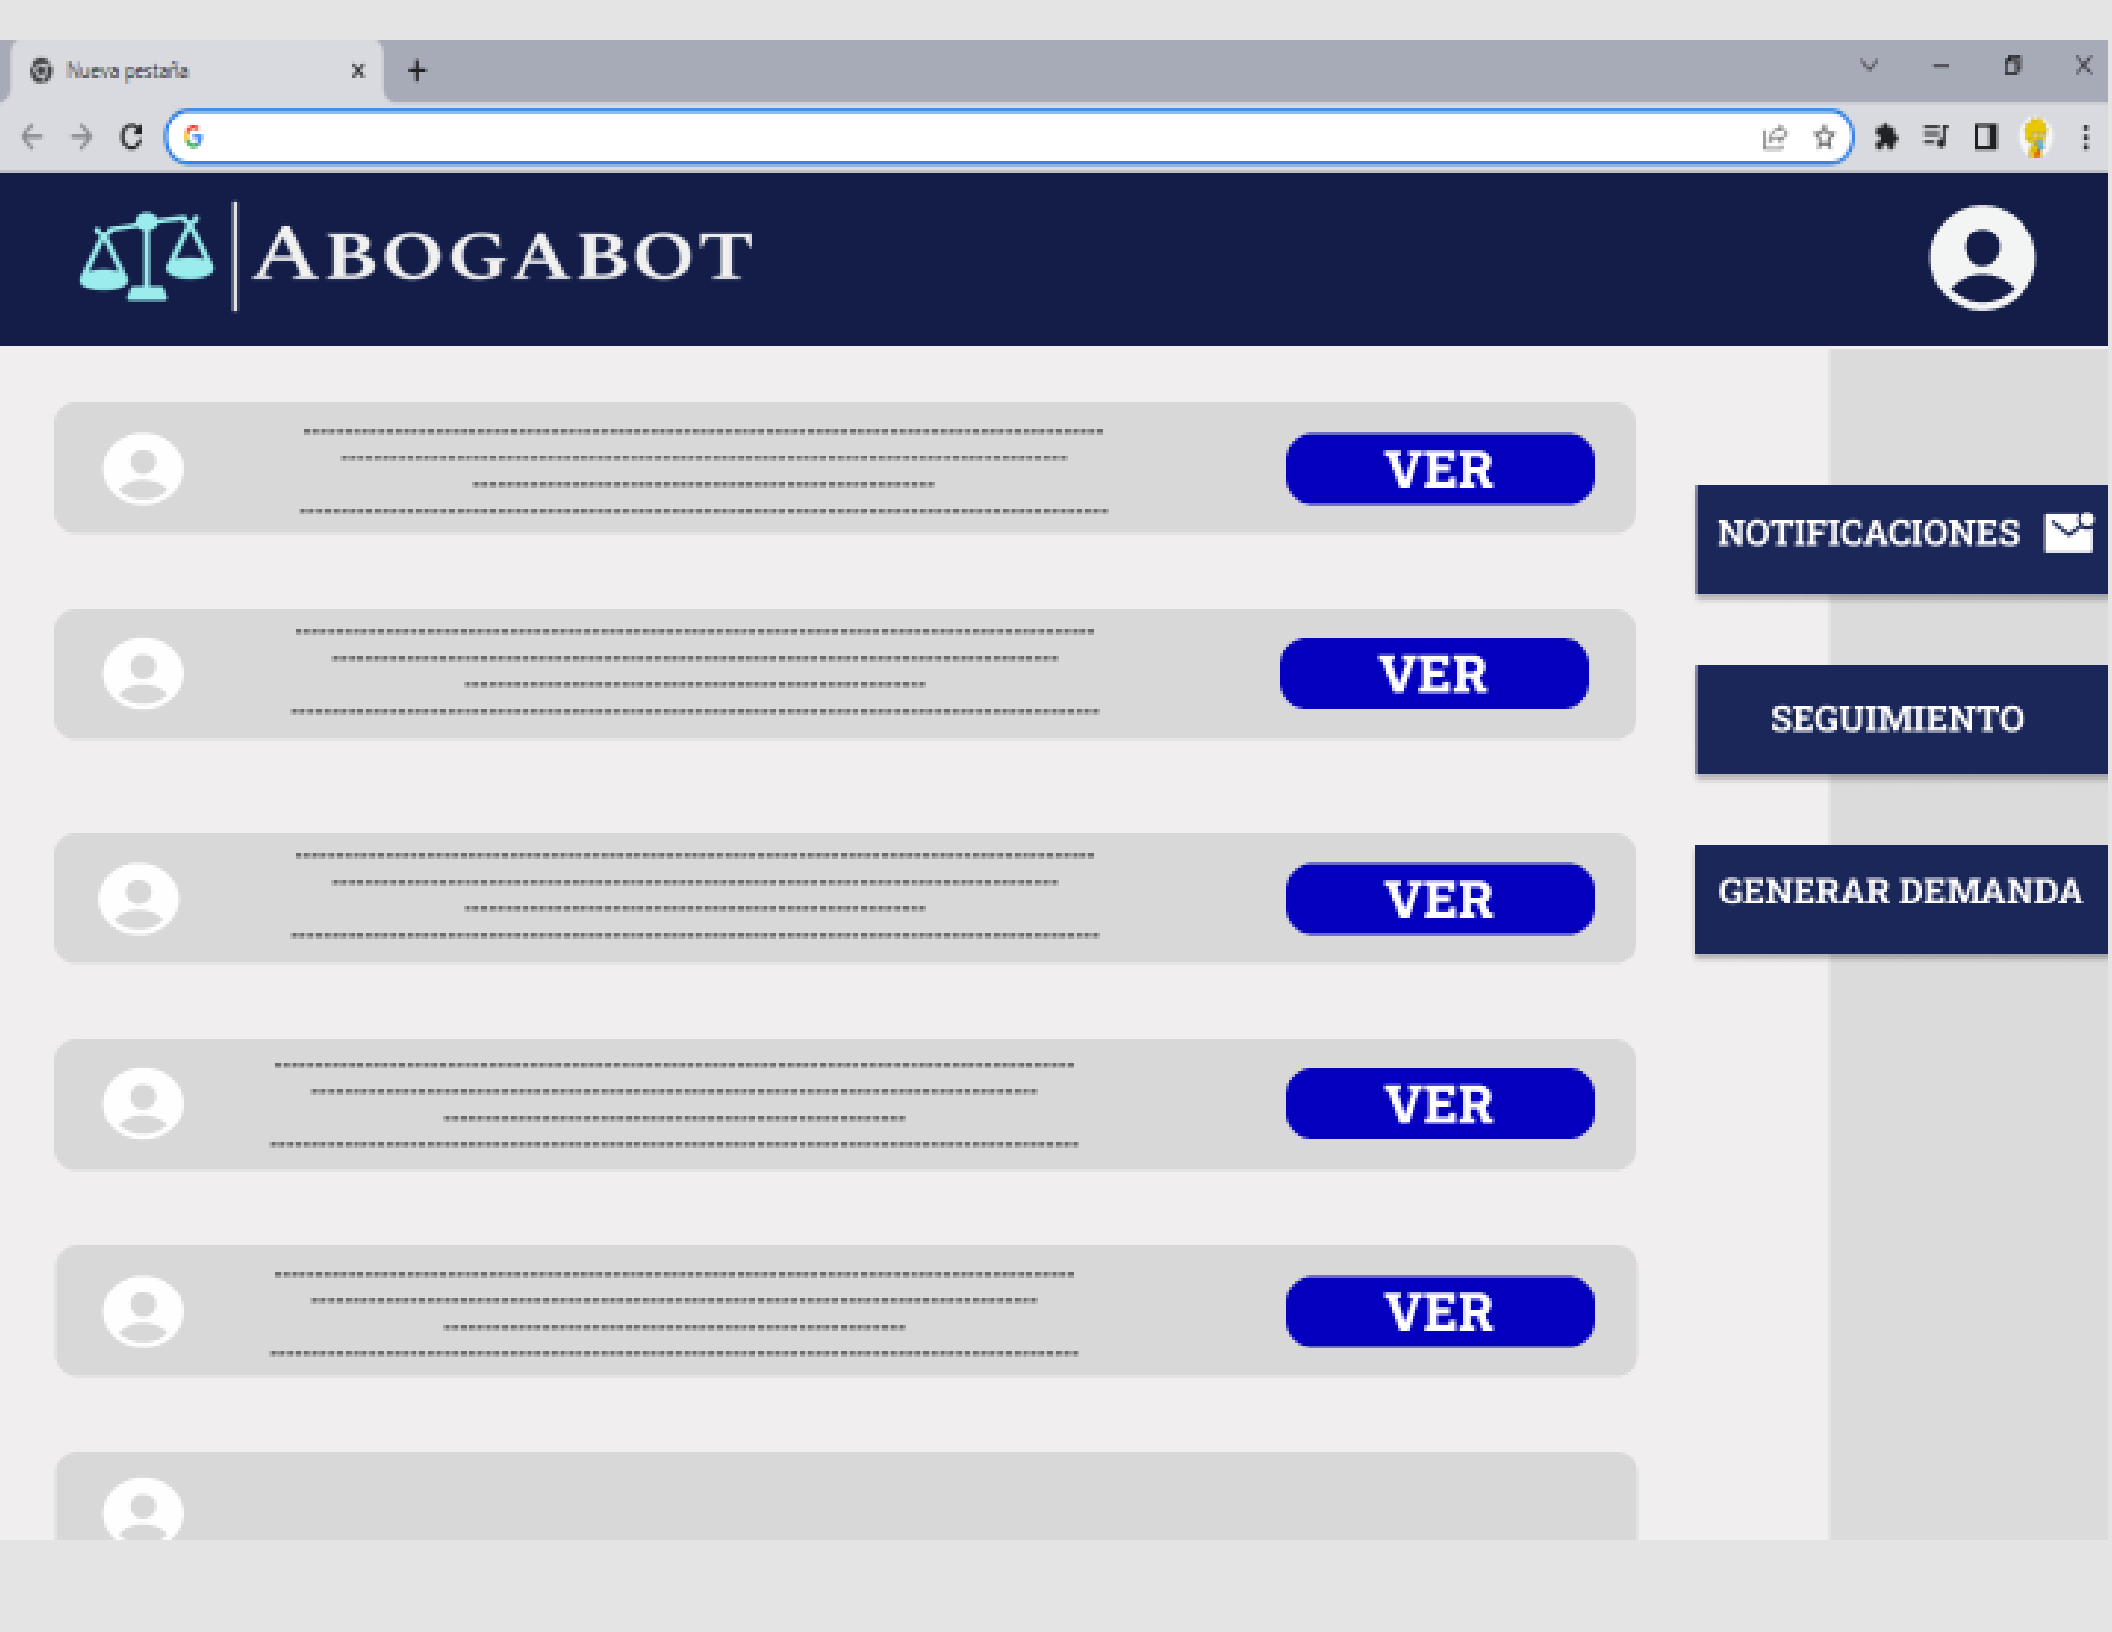 Nueva pestaña
ABOGABOT
VER
NOTIFICACIONES
VER
SEGUIMIENTO
VER
GENERAR DEMANDA
VER
VER